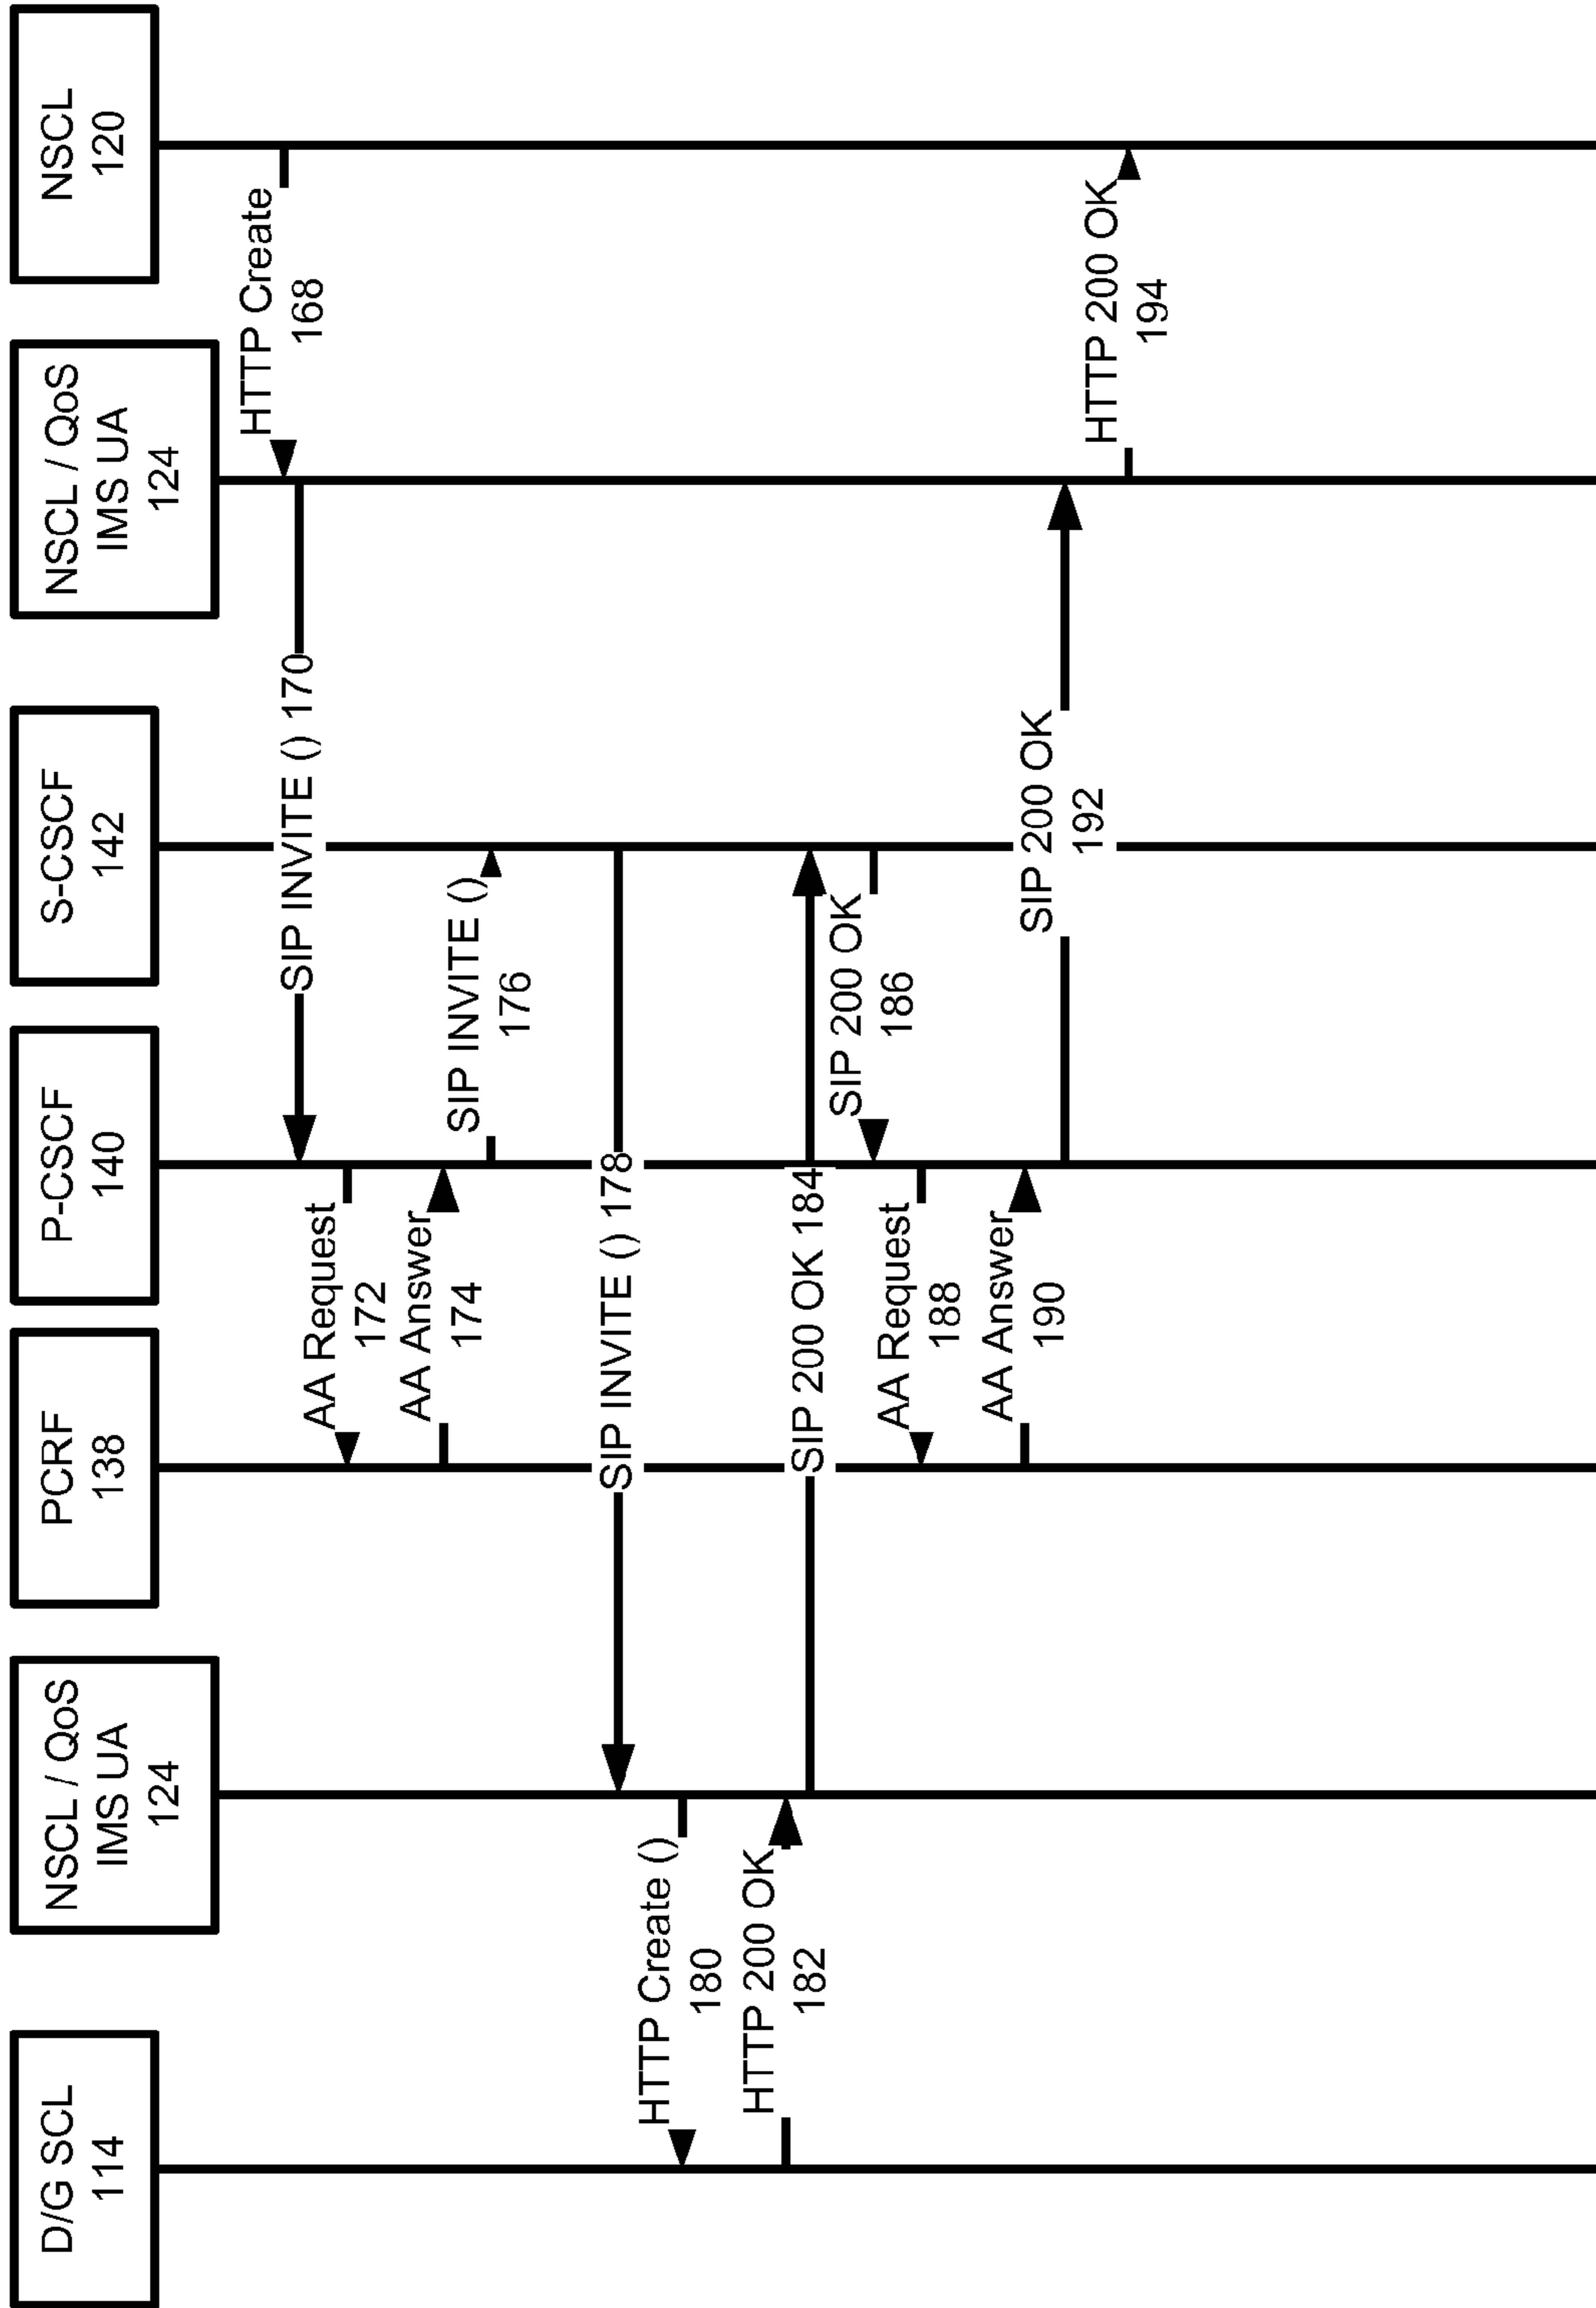 D/G SCL
114
NSCL / QoS
IMS UA
124
PCRF
138
P-CSCF
140
S-CSCF
142
NSCL / QoS
IMS UA
124
NSCL
120
HTTP Create
168
SIP INVITE () 170
AA Request
172
AA Answer
174
SIP INVITE ()
176
SIP INVITE () 178
HTTP Create ()
180
HTTP 200 OK
182
SIP 200 OK 184
SIP 200 OK
186
AA Request
188
AA Answer
190
SIP 200 OK
192
HTTP 200 OK
194